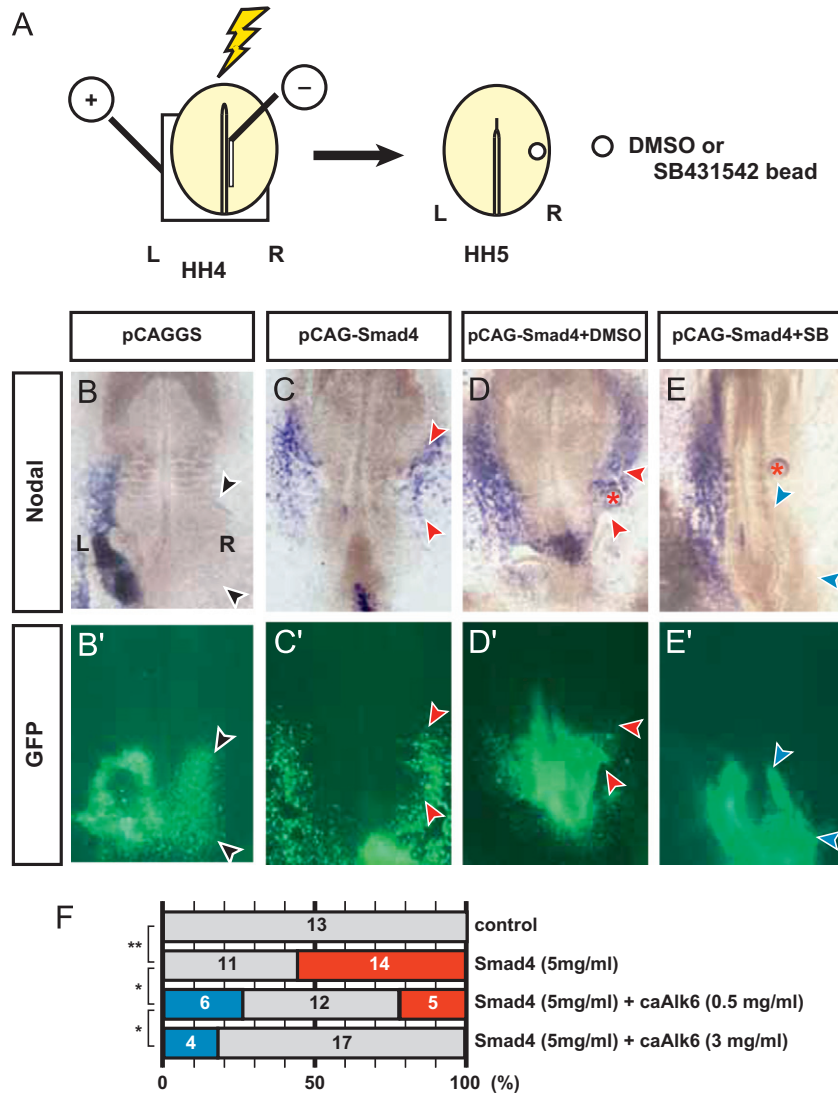 A
+
−
L
HH4
R
L
HH5
R
DMSO or
SB431542 bead
pCAGGS
pCAG-Smad4
pCAG-Smad4+DMSO
pCAG-Smad4+SB
Nodal
B
L
R
C
D
*
E
*
GFP
B'
C'
D'
E'
F
13
control
**
11
14
Smad4 (5mg/ml)
*
6
12
5
Smad4 (5mg/ml) + caAlk6 (0.5 mg/ml)
*
4
17
Smad4 (5mg/ml) + caAlk6 (3 mg/ml)
0
50
100
(%)